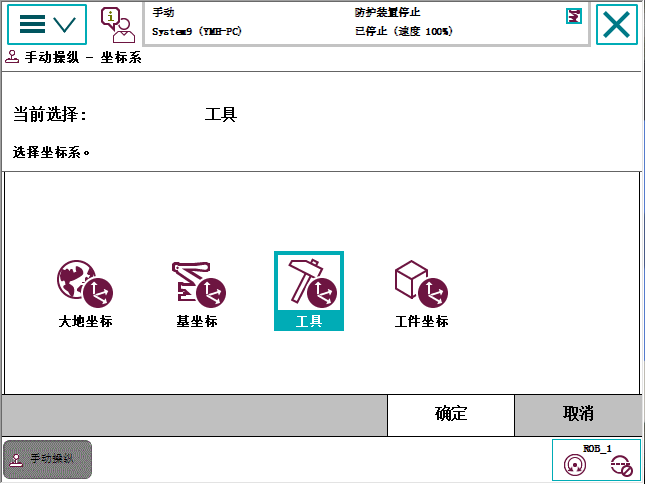 手动
防护装置停止
System9 (YMH-PC)
已停止 (速度 100%)
手动操纵 - 坐标系
当前选择: 工具
选择坐标系。
大地坐标
基坐标
工具
工件坐标
确定
取消
手动操纵
ROB_1